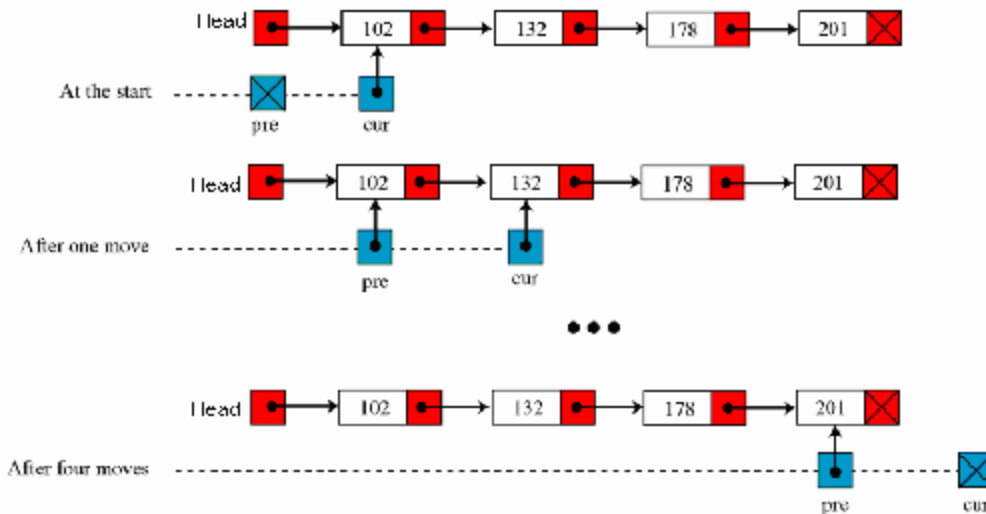 Head 102 132 178 201
At the start
pre cur
Head 102 132 178 201
After one move
pre cur
Head 102 132 178 201
After four moves
pre cur